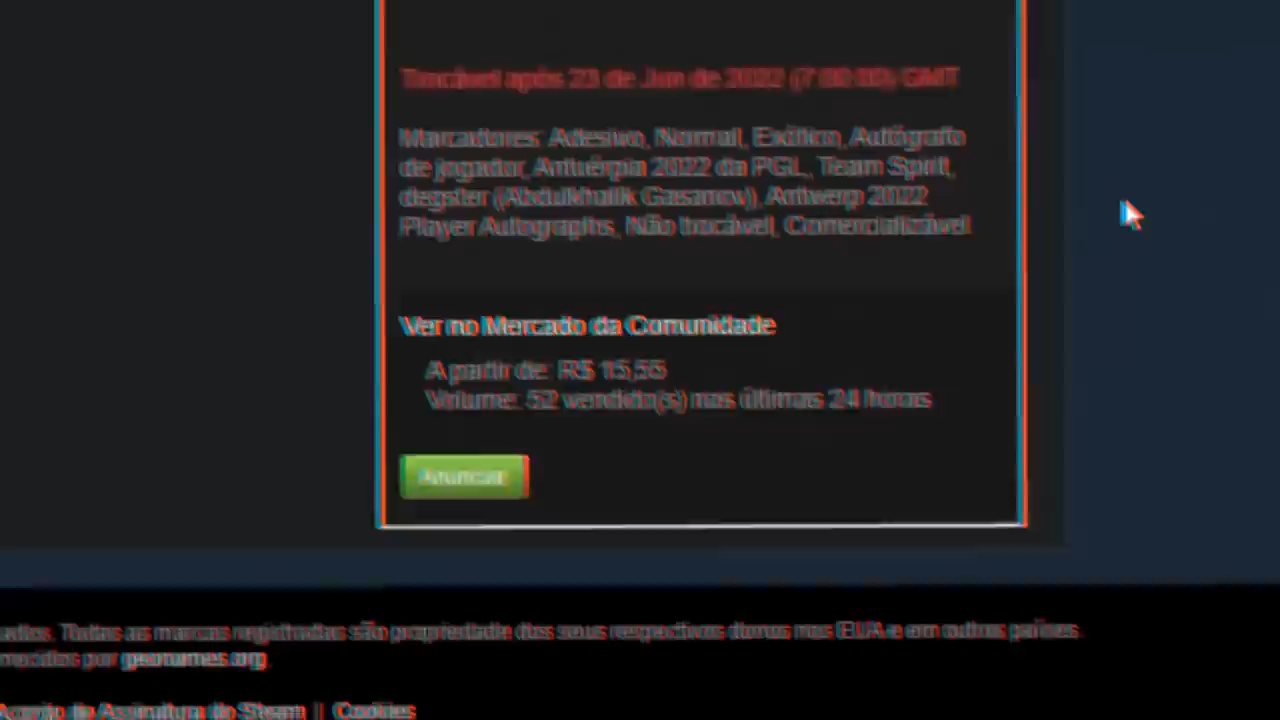 Trocável após 23 de Jun de 2022 (7:00:00) GMT
Marcadores: Adesivo, Normal, Exótico, Autógrafo
de jogador, Antuérpia 2022 da PGL, Team Spirit,
degster (Abdulkhalik Gasanov), Antwerp 2022
Player Autographs, Não trocável, Comercializável
Ver no Mercado da Comunidade
A partir de: R$ 15,55
Volume: 52 vendido(s) nas últimas 24 horas
Anunciar
Todas as marcas registradas são propriedade dos seus respectivos donos nos EUA e em outros países.
por geonames.org
Acordo de Assinatura do Steam | Cookies